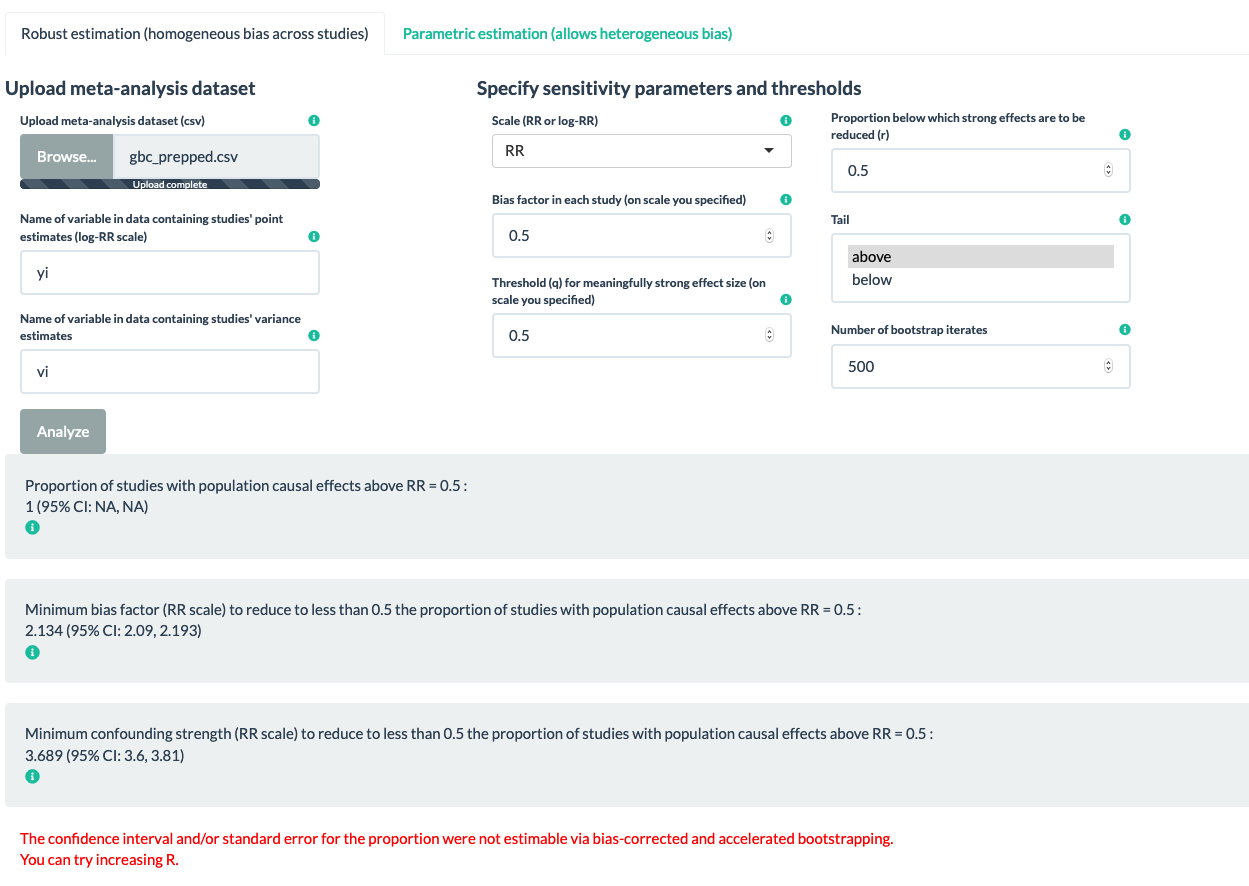 Robust estimation (homogeneous bias across studies)
Parametric estimation (allows heterogeneous bias)
Upload meta-analysis dataset
Upload meta-analysis dataset (csv)
Browse...
gbc_prepped.csv
Upload complete
Name of variable in data containing studies' point
estimates (log-RR scale)
yi
Name of variable in data containing studies' variance
estimates
vi
Analyze
Specify sensitivity parameters and thresholds
Scale (RR or log-RR)
RR
Bias factor in each study (on scale you specified)
0.5
Threshold (q) for meaningfully strong effect size (on
scale you specified)
0.5
Proportion below which strong effects are to be
reduced (r)
0.5
Tail
above
below
Number of bootstrap iterates
500
Proportion of studies with population causal effects above RR = 0.5 :
1 (95% CI: NA, NA)
Minimum bias factor (RR scale) to reduce to less than 0.5 the proportion of studies with population causal effects above RR = 0.5 :
2.134 (95% CI: 2.09, 2.193)
Minimum confounding strength (RR scale) to reduce to less than 0.5 the proportion of studies with population causal effects above RR = 0.5 :
3.689 (95% CI: 3.6, 3.81)
The confidence interval and/or standard error for the proportion were not estimable via bias-corrected and accelerated bootstrapping.
You can try increasing R.